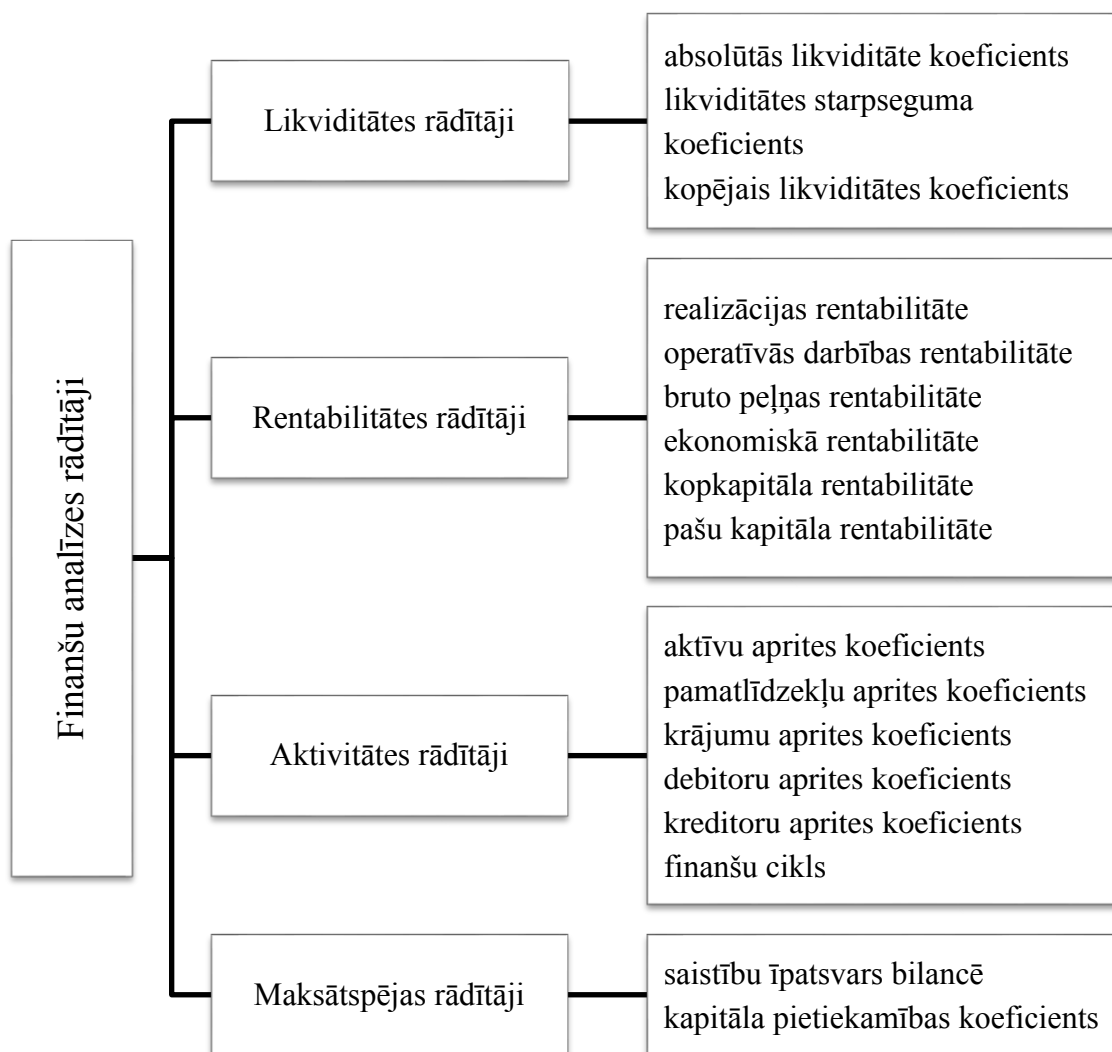 Finanšu analīzes rādītāji
Likviditātes rādītāji
absolūtās likviditāte koeficients
likviditātes starpseguma
koeficients
kopējais likviditātes koeficients
Rentabilitātes rādītāji
realizācijas rentabilitāte
operatīvās darbības rentabilitāte
bruto peļņas rentabilitāte
ekonomiskā rentabilitāte
kopkapitāla rentabilitāte
pašu kapitāla rentabilitāte
Aktivitātes rādītāji
aktīvu aprites koeficients
pamatlīdzekļu aprites koeficients
krājumu aprites koeficients
debitoru aprites koeficients
kreditoru aprites koeficients
finanšu cikls
Maksātspējas rādītāji
saistību īpatsvars bilancē
kapitāla pietiekamības koeficients